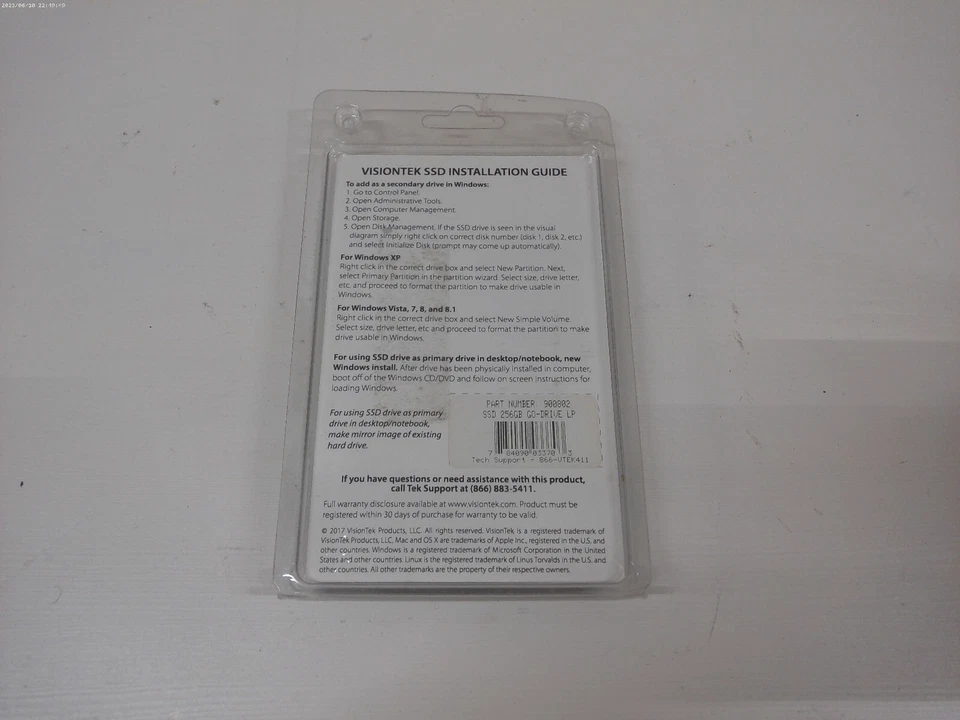 VISIONTEK SSD INSTALLATION GUIDE
To add as a secondary drive in Windows:
1. Go to Control Panel.
2. Open Administrative Tools.
3. Open Computer Management.
4. Open Storage.
5. Open Disk Management. If the SSD drive is seen in the visual
diagram simply right click on correct disk number (disk 1, disk 2, etc.)
and select Initialize Disk (prompt may come up automatically).
For Windows XP
Right click in the correct drive box and select New Partition. Next,
select Primary Partition in the partition wizard. Select size, drive letter,
etc. and proceed to format the partition to make drive usable in
Windows.
For Windows Vista, 7, 8, and 8.1
Right click in the correct drive box and select New Simple Volume.
Select size, drive letter, etc and proceed to format the partition to make
drive usable in Windows.
For using SSD drive as primary drive in desktop/notebook, new
Windows install. After drive has been physically installed in computer,
boot off of the Windows CD/DVD and follow on screen instructions for
loading Windows.
For using SSD drive as primary
drive in desktop/notebook,
make mirror image of existing
hard drive.
PART NUMBER: 900802
SSD 256GB GO-DRIVE LP
7 84090 03370 3
Tech Support - 866-VTEK411
If you have questions or need assistance with this product,
call Tek Support at (866) 883-5411.
Full warranty disclosure available at www.visiontek.com. Product must be
registered within 30 days of purchase for warranty to be valid.
© 2017 VisionTek Products, LLC. All rights reserved. VisionTek is a registered trademark of
VisionTek Products, LLC. Mac and OS X are trademarks of Apple Inc., registered in the U.S. and
other countries. Windows is a registered trademark of Microsoft Corporation in the United
States and other countries. Linux is the registered trademark of Linus Torvalds in the U.S. and
other countries. All other trademarks are the property of their respective owners.